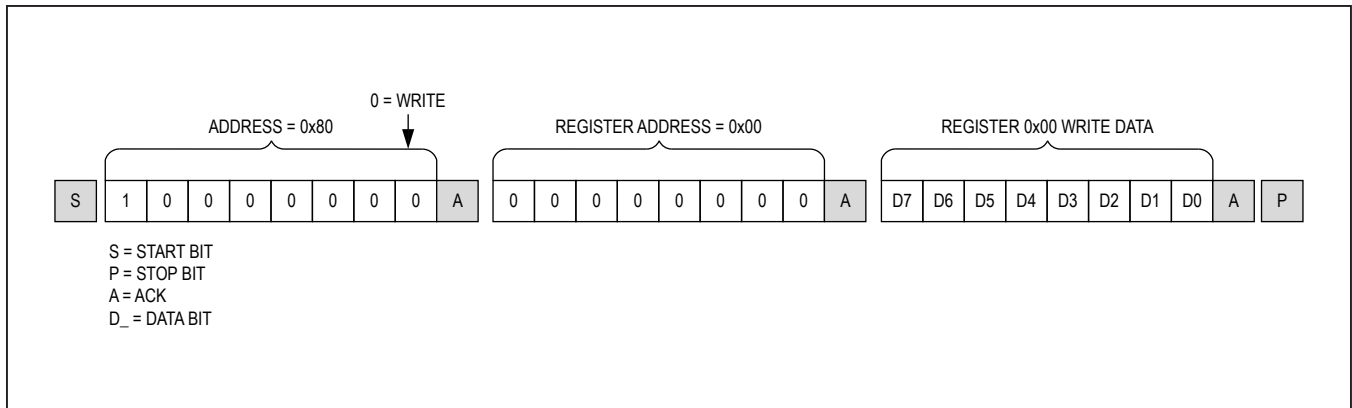 0 = WRITE
ADDRESS = 0x80 REGISTER ADDRESS = 0x00 REGISTER 0x00 WRITE DATA
S 1 0 0 0 0 0 0 0 A 0 0 0 0 0 0 0 0 A D7 D6 D5 D4 D3 D2 D1 D0 A P
S = START BIT
P = STOP BIT
A = ACK
D_ = DATA BIT